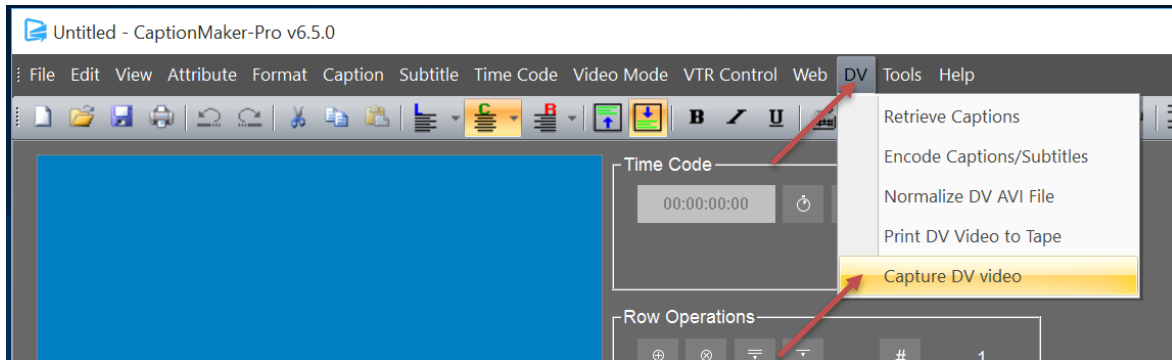 Untitled - CaptionMaker-Pro v6.5.0
File Edit View Attribute Format Caption Subtitle Time Code Video Mode VTR Control Web DV Tools Help
L C R B I U
Retrieve Captions
Encode Captions/Subtitles
Normalize DV AVI File
Print DV Video to Tape
Capture DV video
Time Code
00:00:00:00
Row Operations
# 1